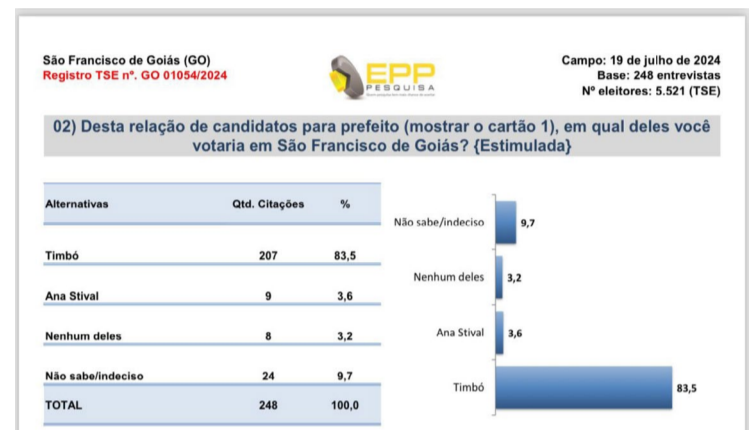 São Francisco de Goiás (GO)
Registro TSE nº. GO 01054/2024
EPP
PESQUISA
Campo: 19 de julho de 2024
Base: 248 entrevistas
Nº eleitores: 5.521 (TSE)
02) Desta relação de candidatos para prefeito (mostrar o cartão 1), em qual deles você
votaria em São Francisco de Goiás? {Estimulada}
Alternativas Qtd. Citações %
Timbó 207 83,5
Ana Stival 9 3,6
Nenhum deles 8 3,2
Não sabe/indeciso 24 9,7
TOTAL 248 100,0
Não sabe/indeciso 9,7
Nenhum deles 3,2
Ana Stival 3,6
Timbó 83,5